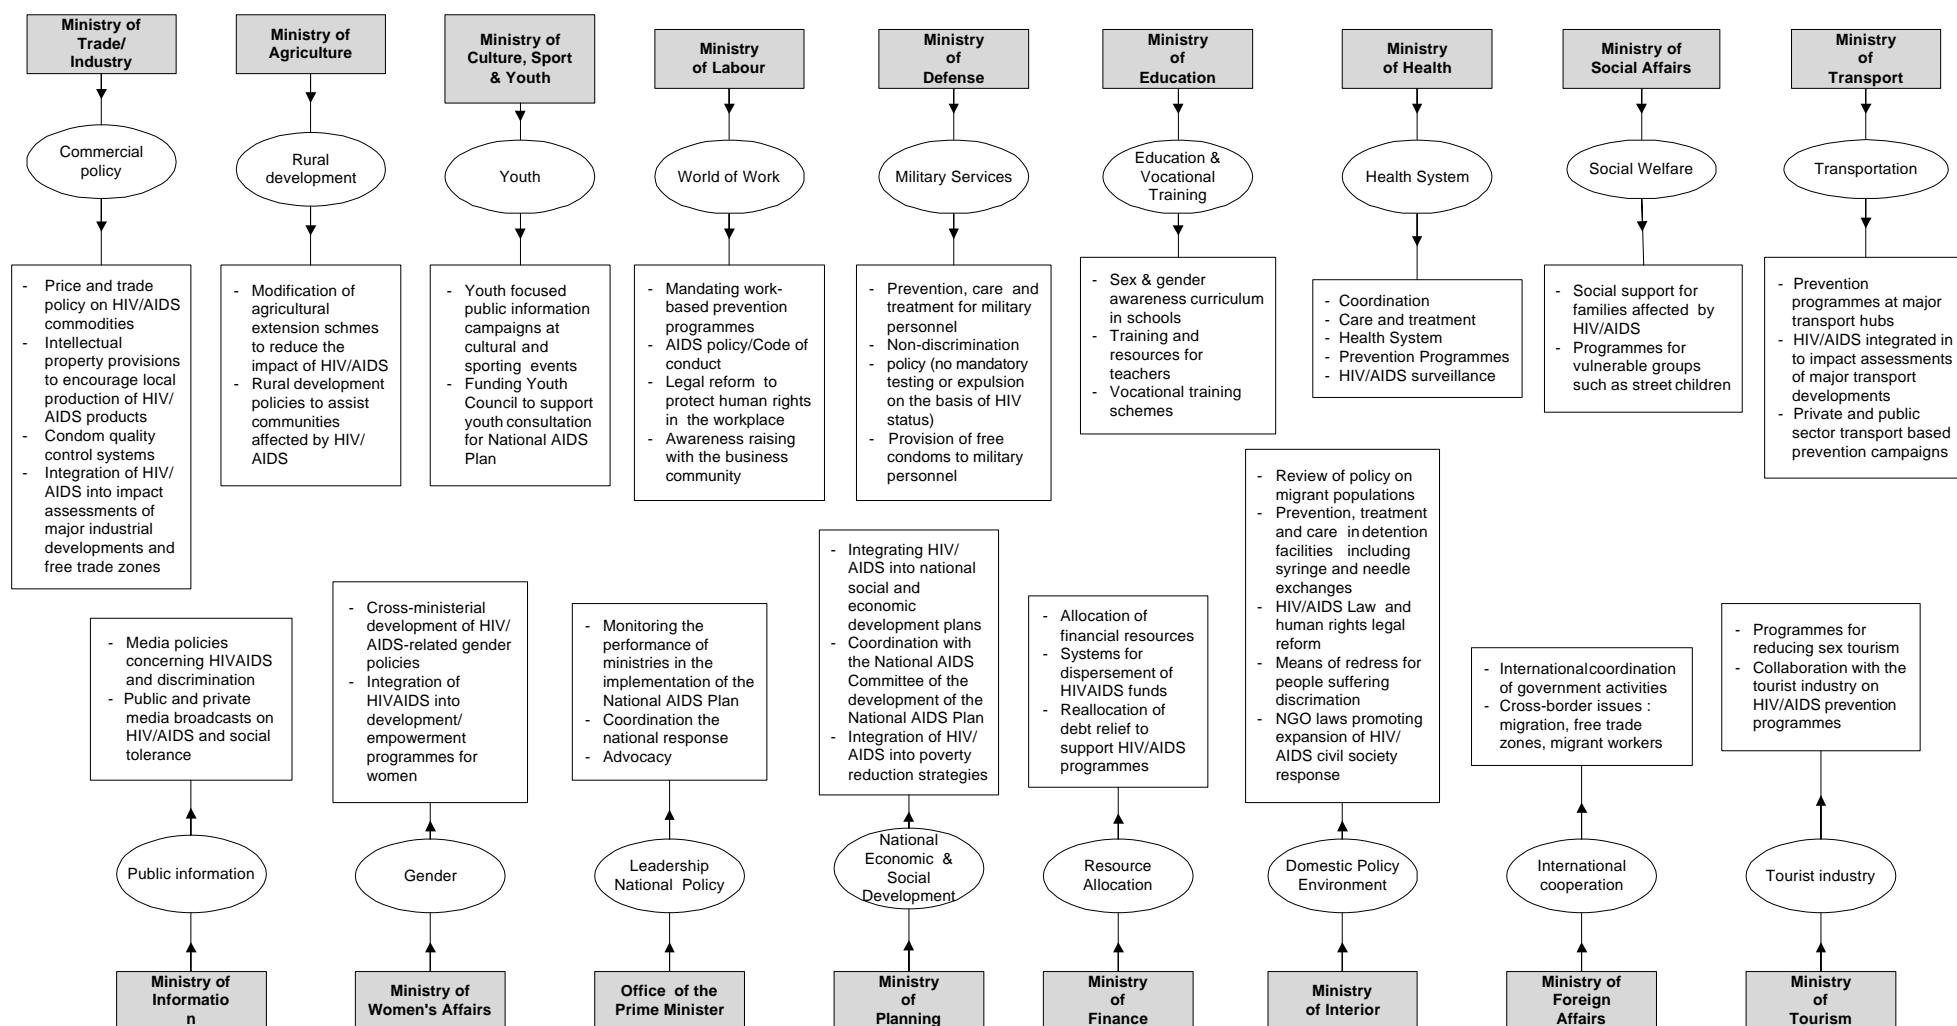 Ministry of
Trade/
Industry
Ministry of
Agriculture
Ministry of
Culture, Sport
& Youth
Ministry
of Labour
Ministry
of
Defense
Ministry
of
Education
Ministry
of Health
Ministry of
Social Affairs
Ministry
of
Transport
Commercial
policy
Rural
development
Youth
World of Work
Military Services
Education &
Vocational
Training
Health System
Social Welfare
Transportation
- Price and trade
policy on HIV/AIDS
commodities
- Intellectual
property provisions
to encourage local
production of HIV/
AIDS products
- Condom quality
control systems
- Integration of HIV/
AIDS into impact
assessments of
major industrial
developments and
free trade zones
- Modification of
agricultural
extension schmes
to reduce the
impact of HIV/AIDS
- Rural development
policies to assist
communities
affected by HIV/
AIDS
- Youth focused
public information
campaigns at
cultural and
sporting events
- Funding Youth
Council to support
youth consultation
for National AIDS
Plan
- Mandating work-
based prevention
programmes
- AIDS policy/Code of
conduct
- Legal reform to
protect human rights
in the workplace
- Awareness raising
with the business
community
- Prevention, care and
treatment for military
personnel
- Non-discrimination
- policy (no mandatory
testing or expulsion
on the basis of HIV
status)
- Provision of free
condoms to military
personnel
- Sex & gender
awareness curriculum
in schools
- Training and
resources for
teachers
- Vocational training
schemes
- Coordination
- Care and treatment
- Health System
- Prevention Programmes
- HIV/AIDS surveillance
- Social support for
families affected by
HIV/AIDS
- Programmes for
vulnerable groups
such as street children
- Prevention
programmes at major
transport hubs
- HIV/AIDS integrated in
to impact assessments
of major transport
developments
- Private and public
sector transport based
prevention campaigns
- Media policies
concerning HIVAIDS
and discrimination
- Public and private
media broadcasts on
HIV/AIDS and social
tolerance
- Cross-ministerial
development of HIV/
AIDS-related gender
policies
- Integration of
HIVAIDS into
development/
empowerment
programmes for
women
- Monitoring the
performance of
ministries in the
implementation of the
National AIDS Plan
- Coordination the
national response
- Advocacy
- Integrating HIV/
AIDS into national
social and
economic
development plans
- Coordination with
the National AIDS
Committee of the
development of the
National AIDS Plan
- Integration of HIV/
AIDS into poverty
reduction strategies
- Allocation of
financial resources
- Systems for
dispersement of
HIVAIDS funds
- Reallocation of
debt relief to
support HIV/AIDS
programmes
- Review of policy on
migrant populations
- Prevention, treatment
and care in detention
facilities including
syringe and needle
exchanges
- HIV/AIDS Law and
human rights legal
reform
- Means of redress for
people suffering
discrimation
- NGO laws promoting
expansion of HIV/
AIDS civil society
response
- International coordination
of government activities
- Cross-border issues :
migration, free trade
zones, migrant workers
- Programmes for
reducing sex tourism
- Collaboration with the
tourist industry on
HIV/AIDS prevention
programmes
Public information
Gender
Leadership
National Policy
National
Economic &
Social
Development
Resource
Allocation
Domestic Policy
Environment
International
cooperation
Tourist industry
Ministry of
Informatio
n
Ministry of
Women's Affairs
Office of the
Prime Minister
Ministry
of
Planning
Ministry
of
Finance
Ministry
of Interior
Ministry of
Foreign
Affairs
Ministry
of
Tourism